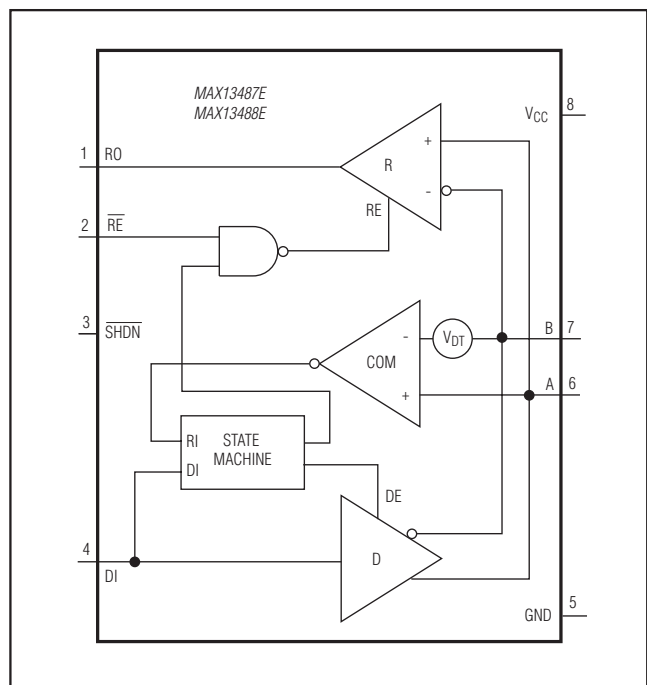 MAX13487E
MAX13488E
VCC 8
1 RO
R
+
-
RE
2 RE
3 SHDN
COM
-
+
VDT
B 7
A 6
RI
DI
STATE
MACHINE
DE
D
4 DI
GND 5